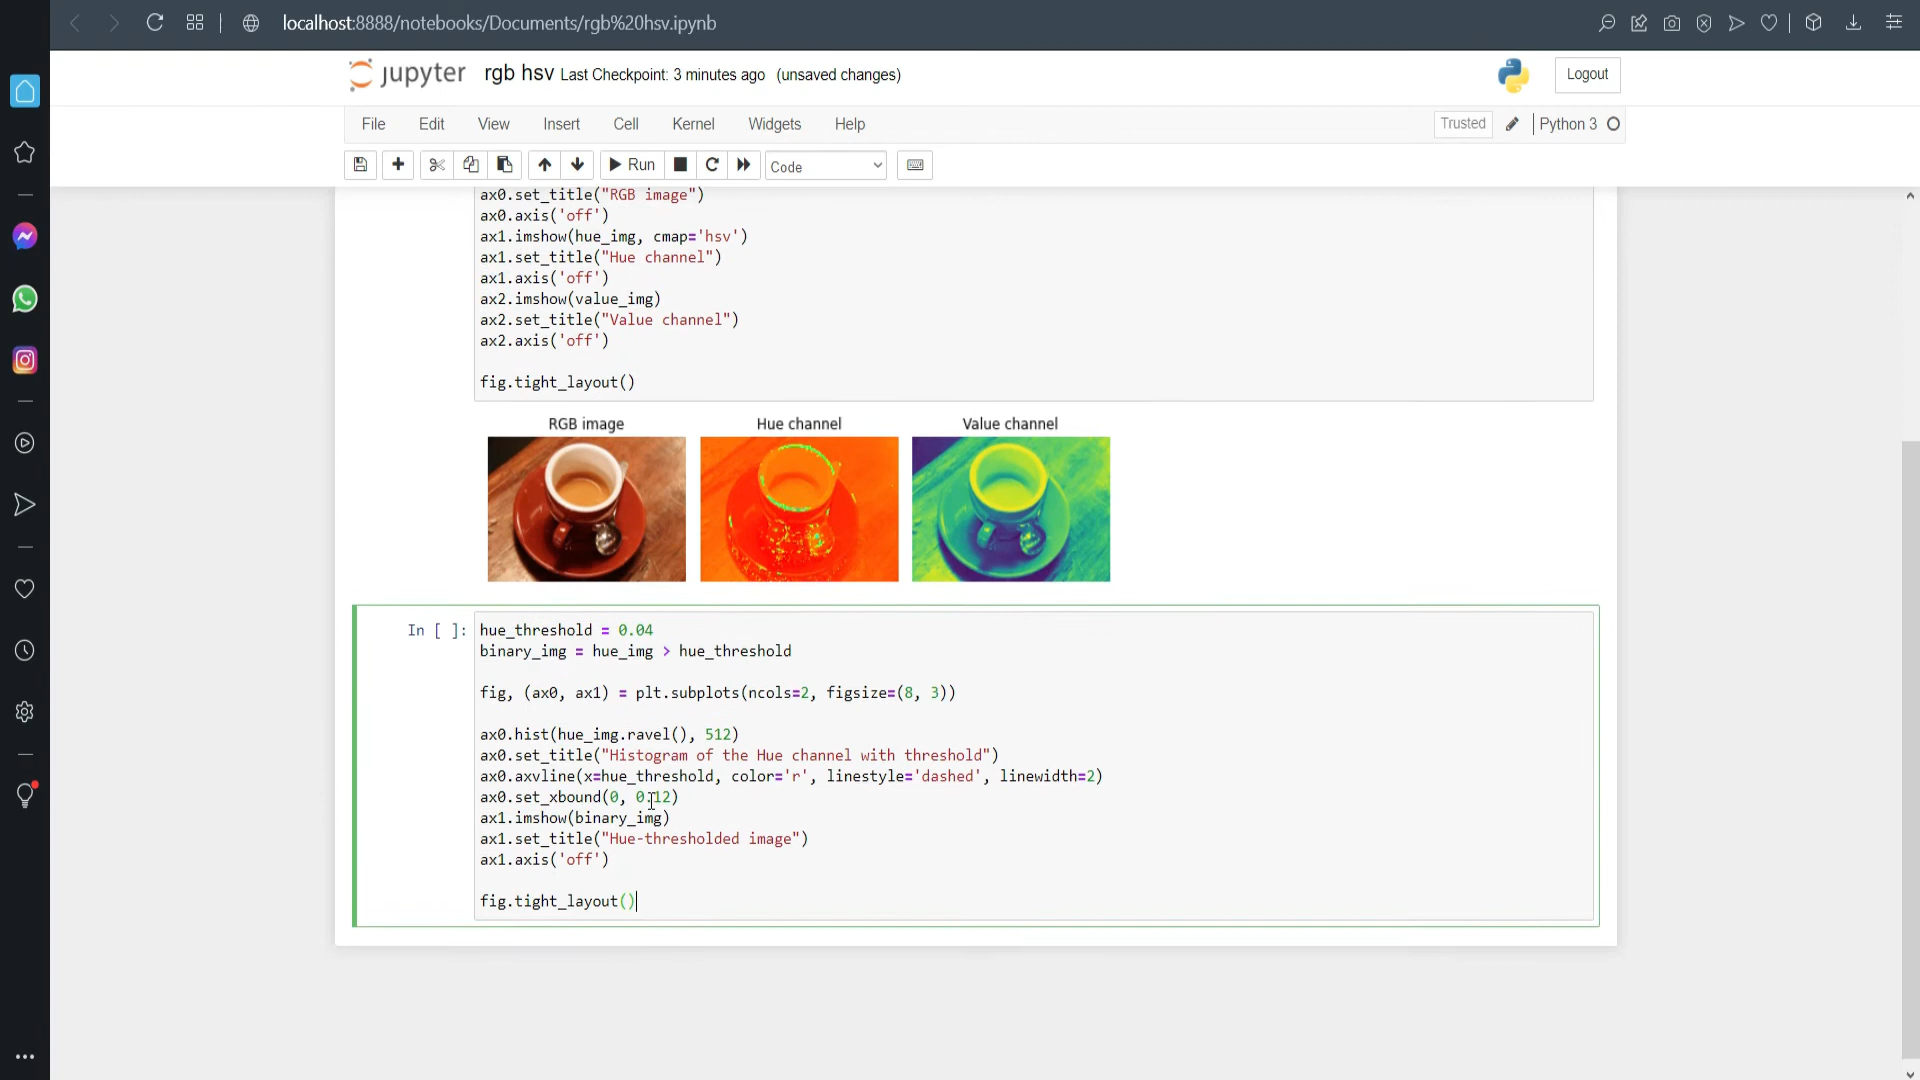 localhost:8888/notebooks/Documents/rgb%20hsv.ipynb
jupyter rgb hsv Last Checkpoint: 3 minutes ago (unsaved changes)
Logout
File Edit View Insert Cell Kernel Widgets Help
Trusted Python 3
Run Code
ax0.set_title("RGB image")
ax0.axis('off')
ax1.imshow(hue_img, cmap='hsv')
ax1.set_title("Hue channel")
ax1.axis('off')
ax2.imshow(value_img)
ax2.set_title("Value channel")
ax2.axis('off')
fig.tight_layout()
RGB image Hue channel Value channel
In [ ]: hue_threshold = 0.04
binary_img = hue_img > hue_threshold
fig, (ax0, ax1) = plt.subplots(ncols=2, figsize=(8, 3))
ax0.hist(hue_img.ravel(), 512)
ax0.set_title("Histogram of the Hue channel with threshold")
ax0.axvline(x=hue_threshold, color='r', linestyle='dashed', linewidth=2)
ax0.set_xbound(0, 0.12)
ax1.imshow(binary_img)
ax1.set_title("Hue-thresholded image")
ax1.axis('off')
fig.tight_layout()